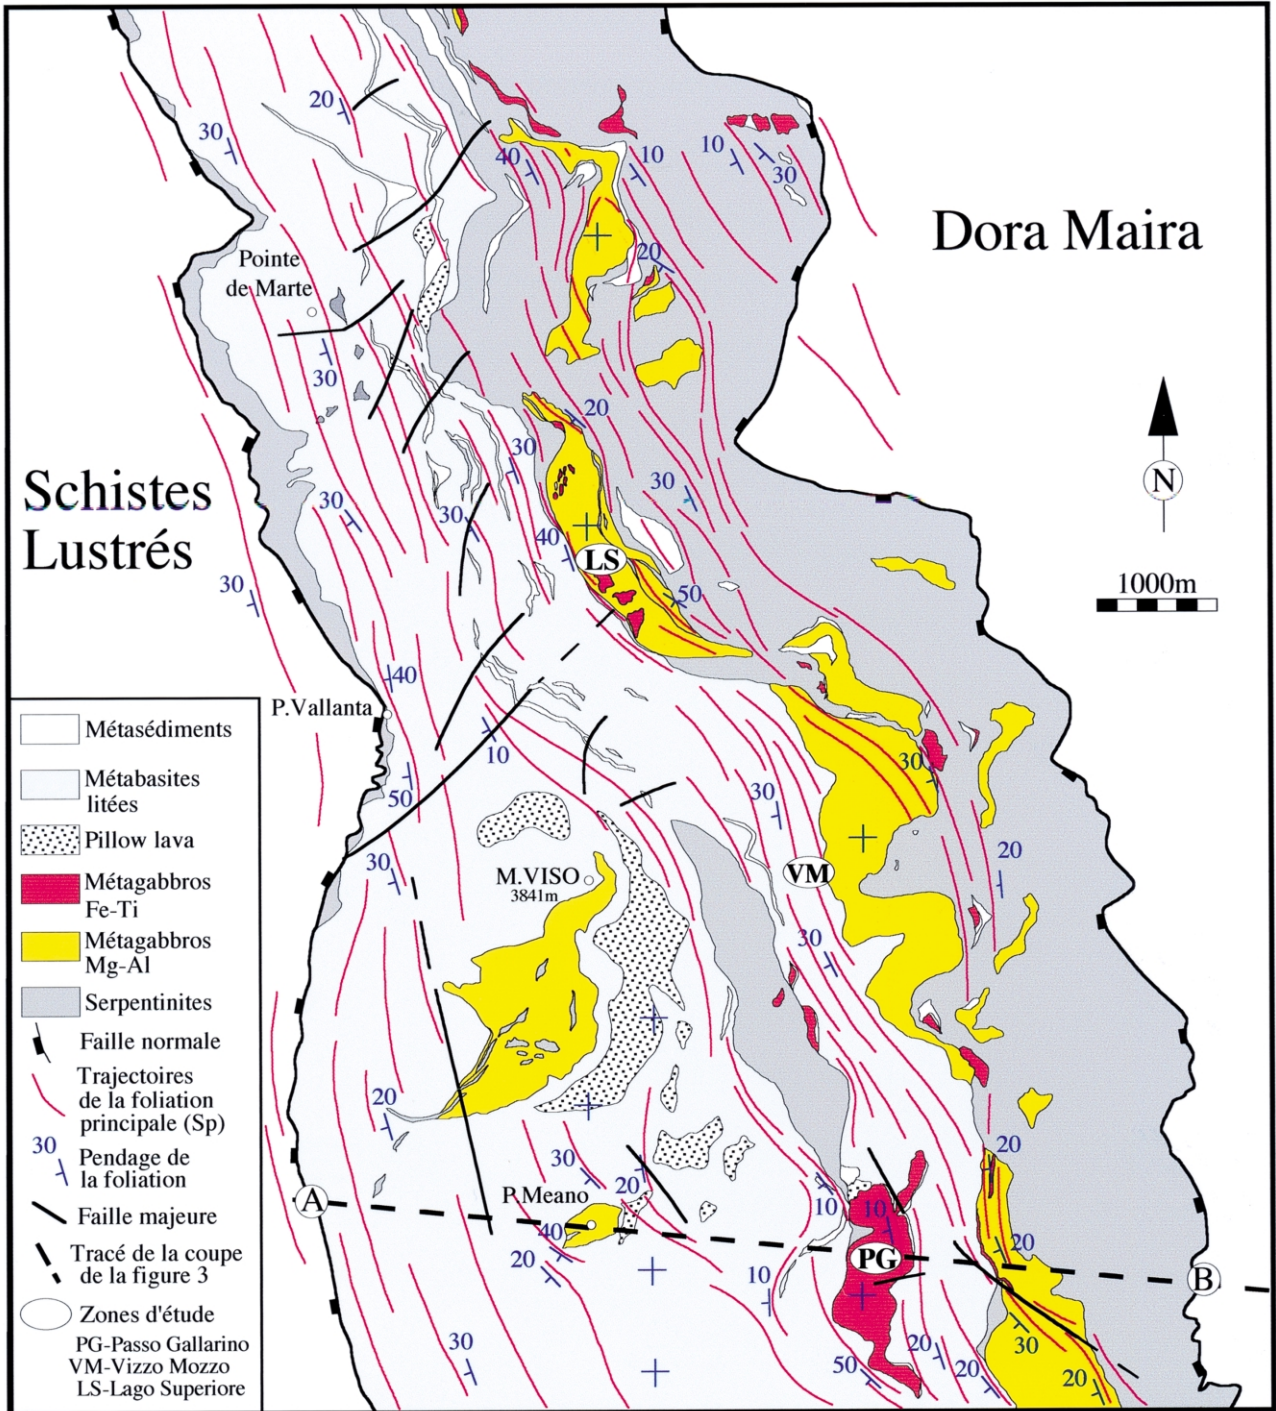 20
30
40
10
10
30
20
Pointe
de Marte
Dora Maira
30
20
30
30
N
Schistes
Lustrés
30
30
40
LS
1000m
30
50
40
P.Vallanta
10
50
30
30
20
30
M.VISO
3841m
VM
30
20
30
20
20
P.Meano
40
20
10
10
A
PG
20
B
10
30
30
50
20
20
20
Métasédiments
Métabasites
litées
Pillow lava
Métagabbros
Fe-Ti
Métagabbros
Mg-Al
Serpentinites
Faille normale
Trajectoires
de la foliation
principale (Sp)
30
Pendage de
la foliation
Faille majeure
Tracé de la coupe
de la figure 3
Zones d'étude
PG-Passo Gallarino
VM-Vizzo Mozzo
LS-Lago Superiore